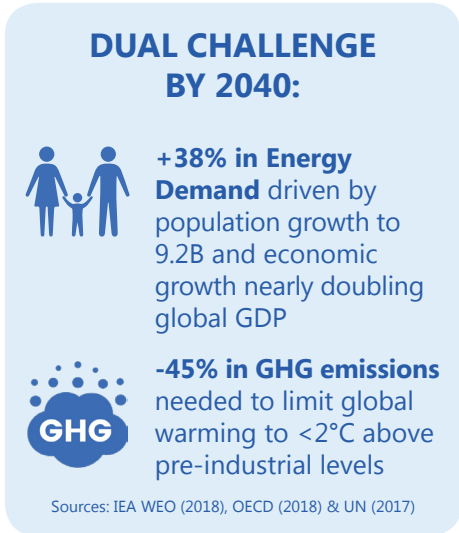 DUAL CHALLENGE
BY 2040:
+38% in Energy
Demand driven by
population growth to
9.2B and economic
growth nearly doubling
global GDP
-45% in GHG emissions
needed to limit global
warming to <2°C above
pre-industrial levels
GHG
Sources: IEA WEO (2018), OECD (2018) & UN (2017)